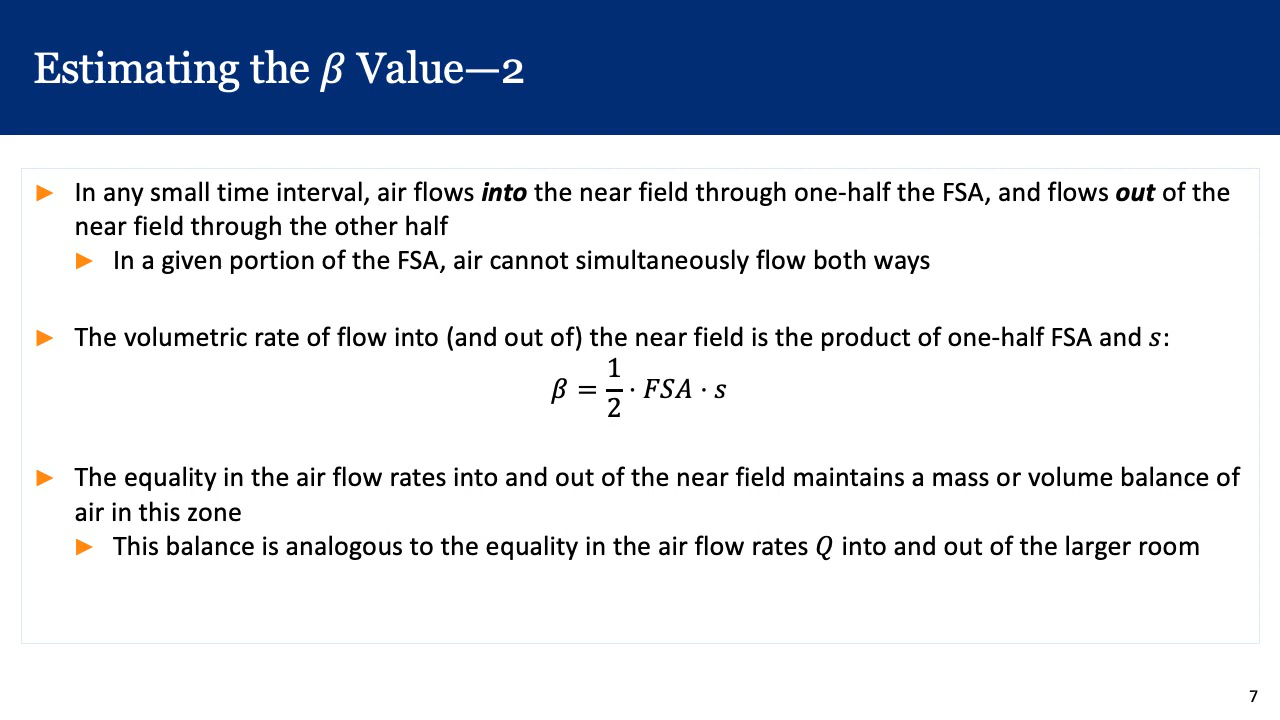 Estimating the 𝛽 Value—2
► In any small time interval, air flows into the near field through one-half the FSA, and flows out of the
near field through the other half
► In a given portion of the FSA, air cannot simultaneously flow both ways
► The volumetric rate of flow into (and out of) the near field is the product of one-half FSA and 𝑠:
𝛽 = 1/2 · 𝐹𝑆𝐴 · 𝑠
► The equality in the air flow rates into and out of the near field maintains a mass or volume balance of
air in this zone
► This balance is analogous to the equality in the air flow rates 𝑄 into and out of the larger room
7